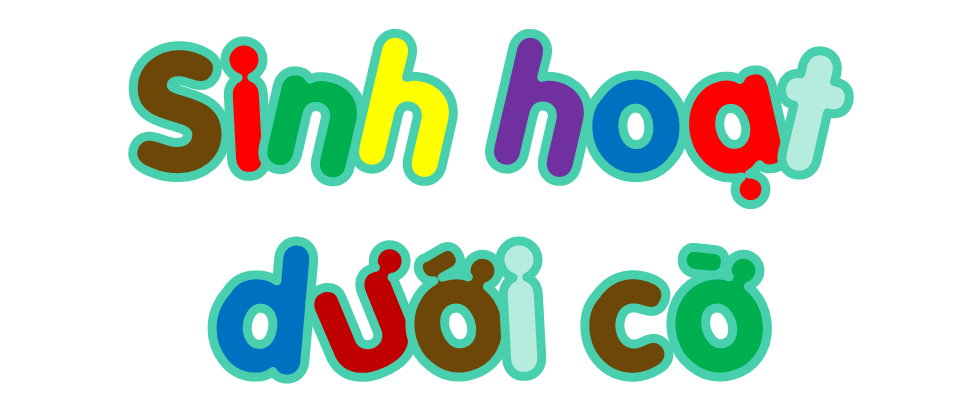 Sinh hoạt
dưới cờ